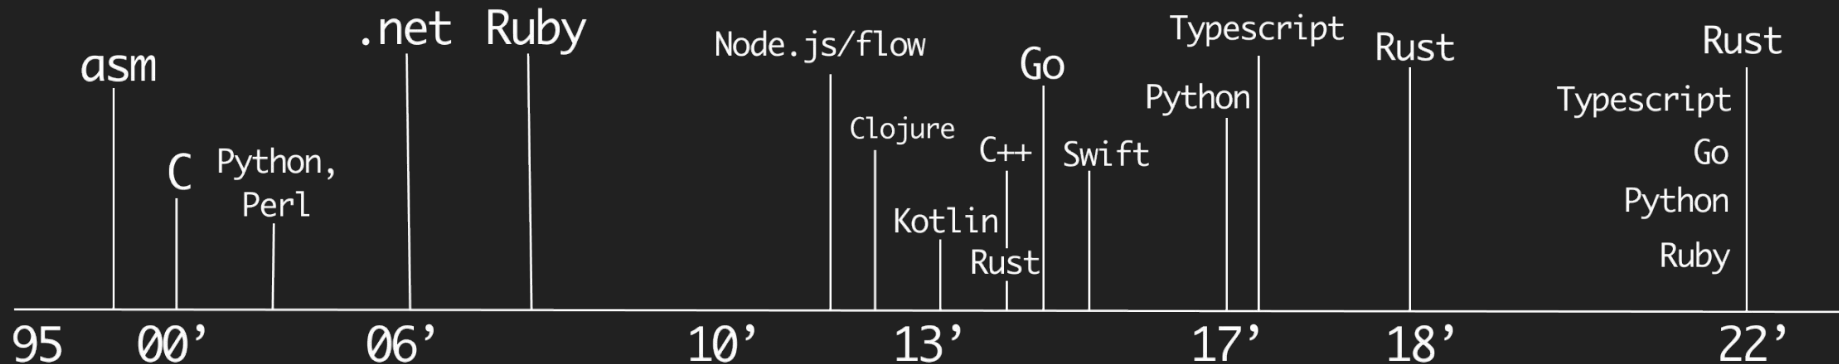 asm
C
Python,
Perl
.net
Ruby
Node.js/flow
Clojure
Kotlin
C++
Rust
Go
Swift
Python
Typescript
Rust
Rust
Typescript
Go
Python
Ruby
95 00’ 06’ 10’ 13’ 17’ 18’ 22’